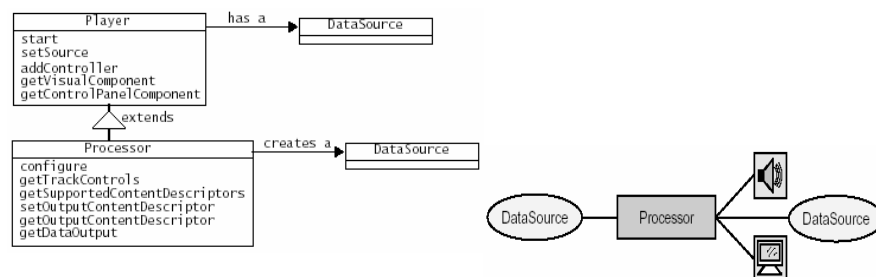 Player
has a
DataSource
start
setSource
addController
getVisualComponent
getControlPanelComponent
extends
Processor
creates a
DataSource
configure
getTrackControls
getSupportedContentDescriptors
setOutputContentDescriptor
getOutputContentDescriptor
getDataOutput
DataSource
Processor
DataSource